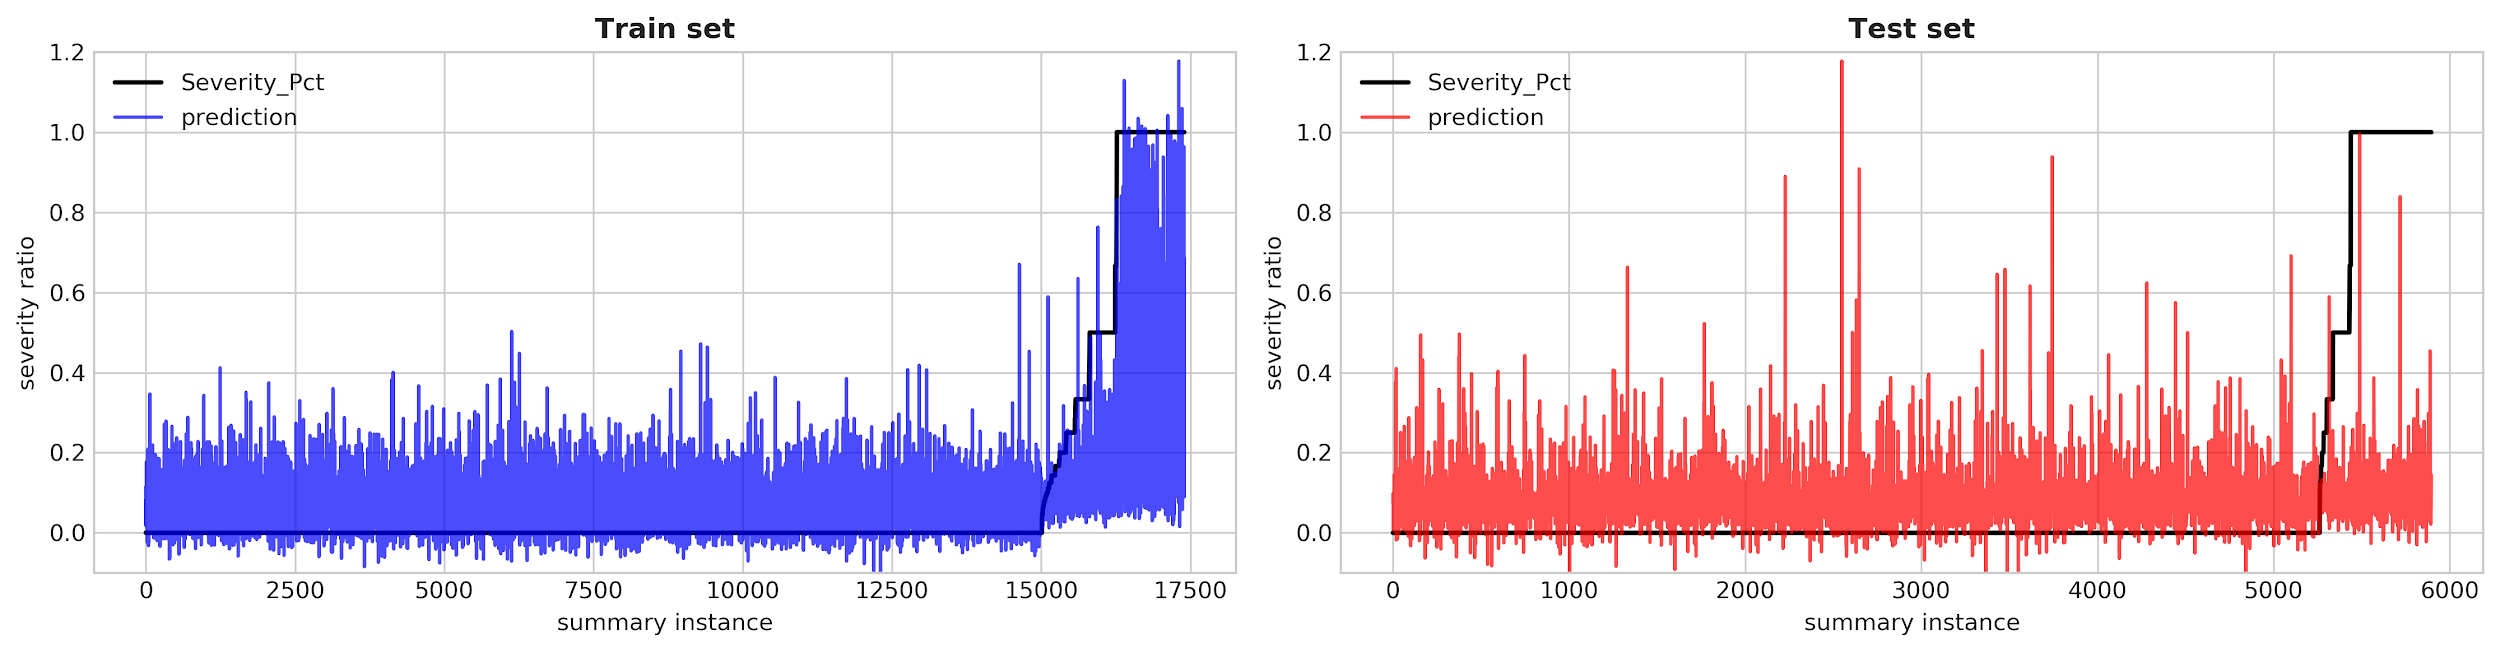 Train set
1.2
1.0
0.8
0.6
0.4
0.2
0.0
severity ratio
Severity_Pct
prediction
0 2500 5000 7500 10000 12500 15000 17500
summary instance
Test set
1.2
1.0
0.8
0.6
0.4
0.2
0.0
severity ratio
Severity_Pct
prediction
0 1000 2000 3000 4000 5000 6000
summary instance